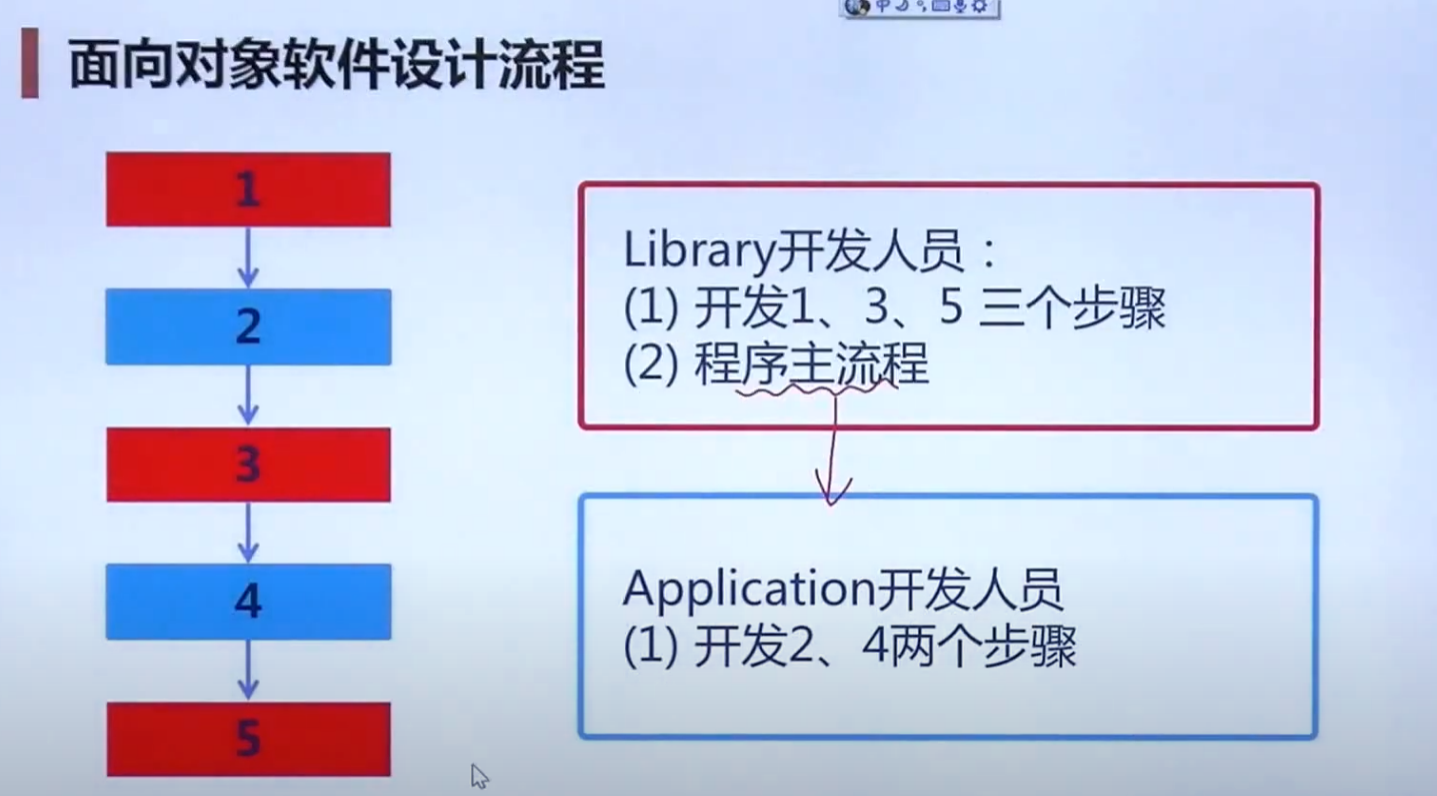 中
面向对象软件设计流程
1
2
3
4
5
Library开发人员：
(1) 开发1、3、5 三个步骤
(2) 程序主流程
Application开发人员
(1) 开发2、4两个步骤